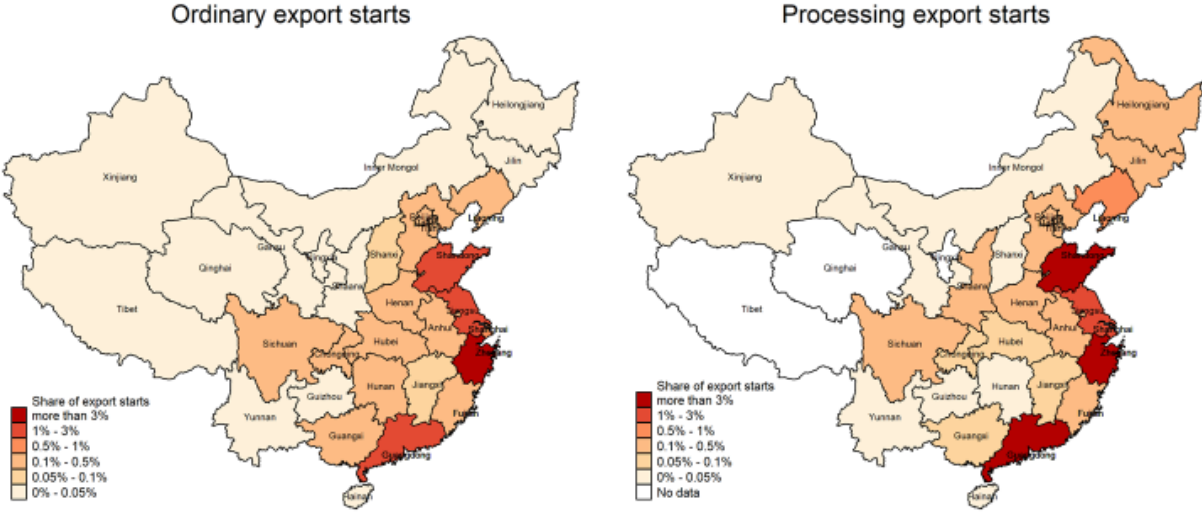 Ordinary export starts
Processing export starts
Heilongjiang
Jilin
Inner Mongol
Xinjiang
Liaoning
Gansu
Qinghai
Shanxi
Shandong
Shaanxi
Tibet
Henan
Jiangsu
Anhui
Shanghai
Sichuan
Chongqing
Hubei
Zhejiang
Hunan
Jiangxi
Guizhou
Fujian
Yunnan
Guangxi
Guangdong
Hainan
Share of export starts
more than 3%
1% - 3%
0.5% - 1%
0.1% - 0.5%
0.05% - 0.1%
0% - 0.05%
Heilongjiang
Jilin
Inner Mongol
Xinjiang
Liaoning
Gansu
Ningxia
Qinghai
Shanxi
Shandong
Shaanxi
Tibet
Henan
Jiangsu
Anhui
Shanghai
Sichuan
Chongqing
Hubei
Zhejiang
Hunan
Jiangxi
Guizhou
Fujian
Yunnan
Guangxi
Guangdong
Hainan
Share of export starts
more than 3%
1% - 3%
0.5% - 1%
0.1% - 0.5%
0.05% - 0.1%
0% - 0.05%
No data